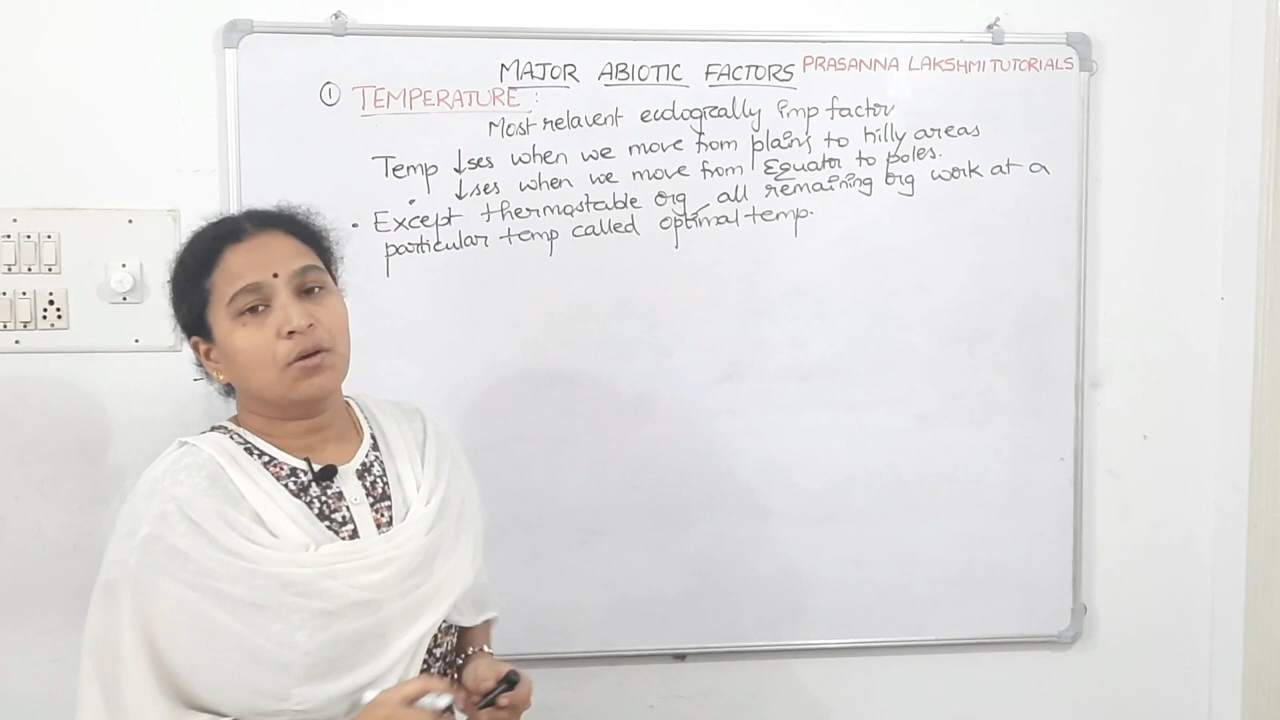 MAJOR ABIOTIC FACTORS PRASANNA LAKSHMI TUTORIALS
① TEMPERATURE :
Most relavent ecologically imp factor
Temp ↓ses when we move from plains to hilly areas
↓ses when we move from Equator to poles.
• Except thermostable org, all remaining org work at a
particular temp called optimal temp.